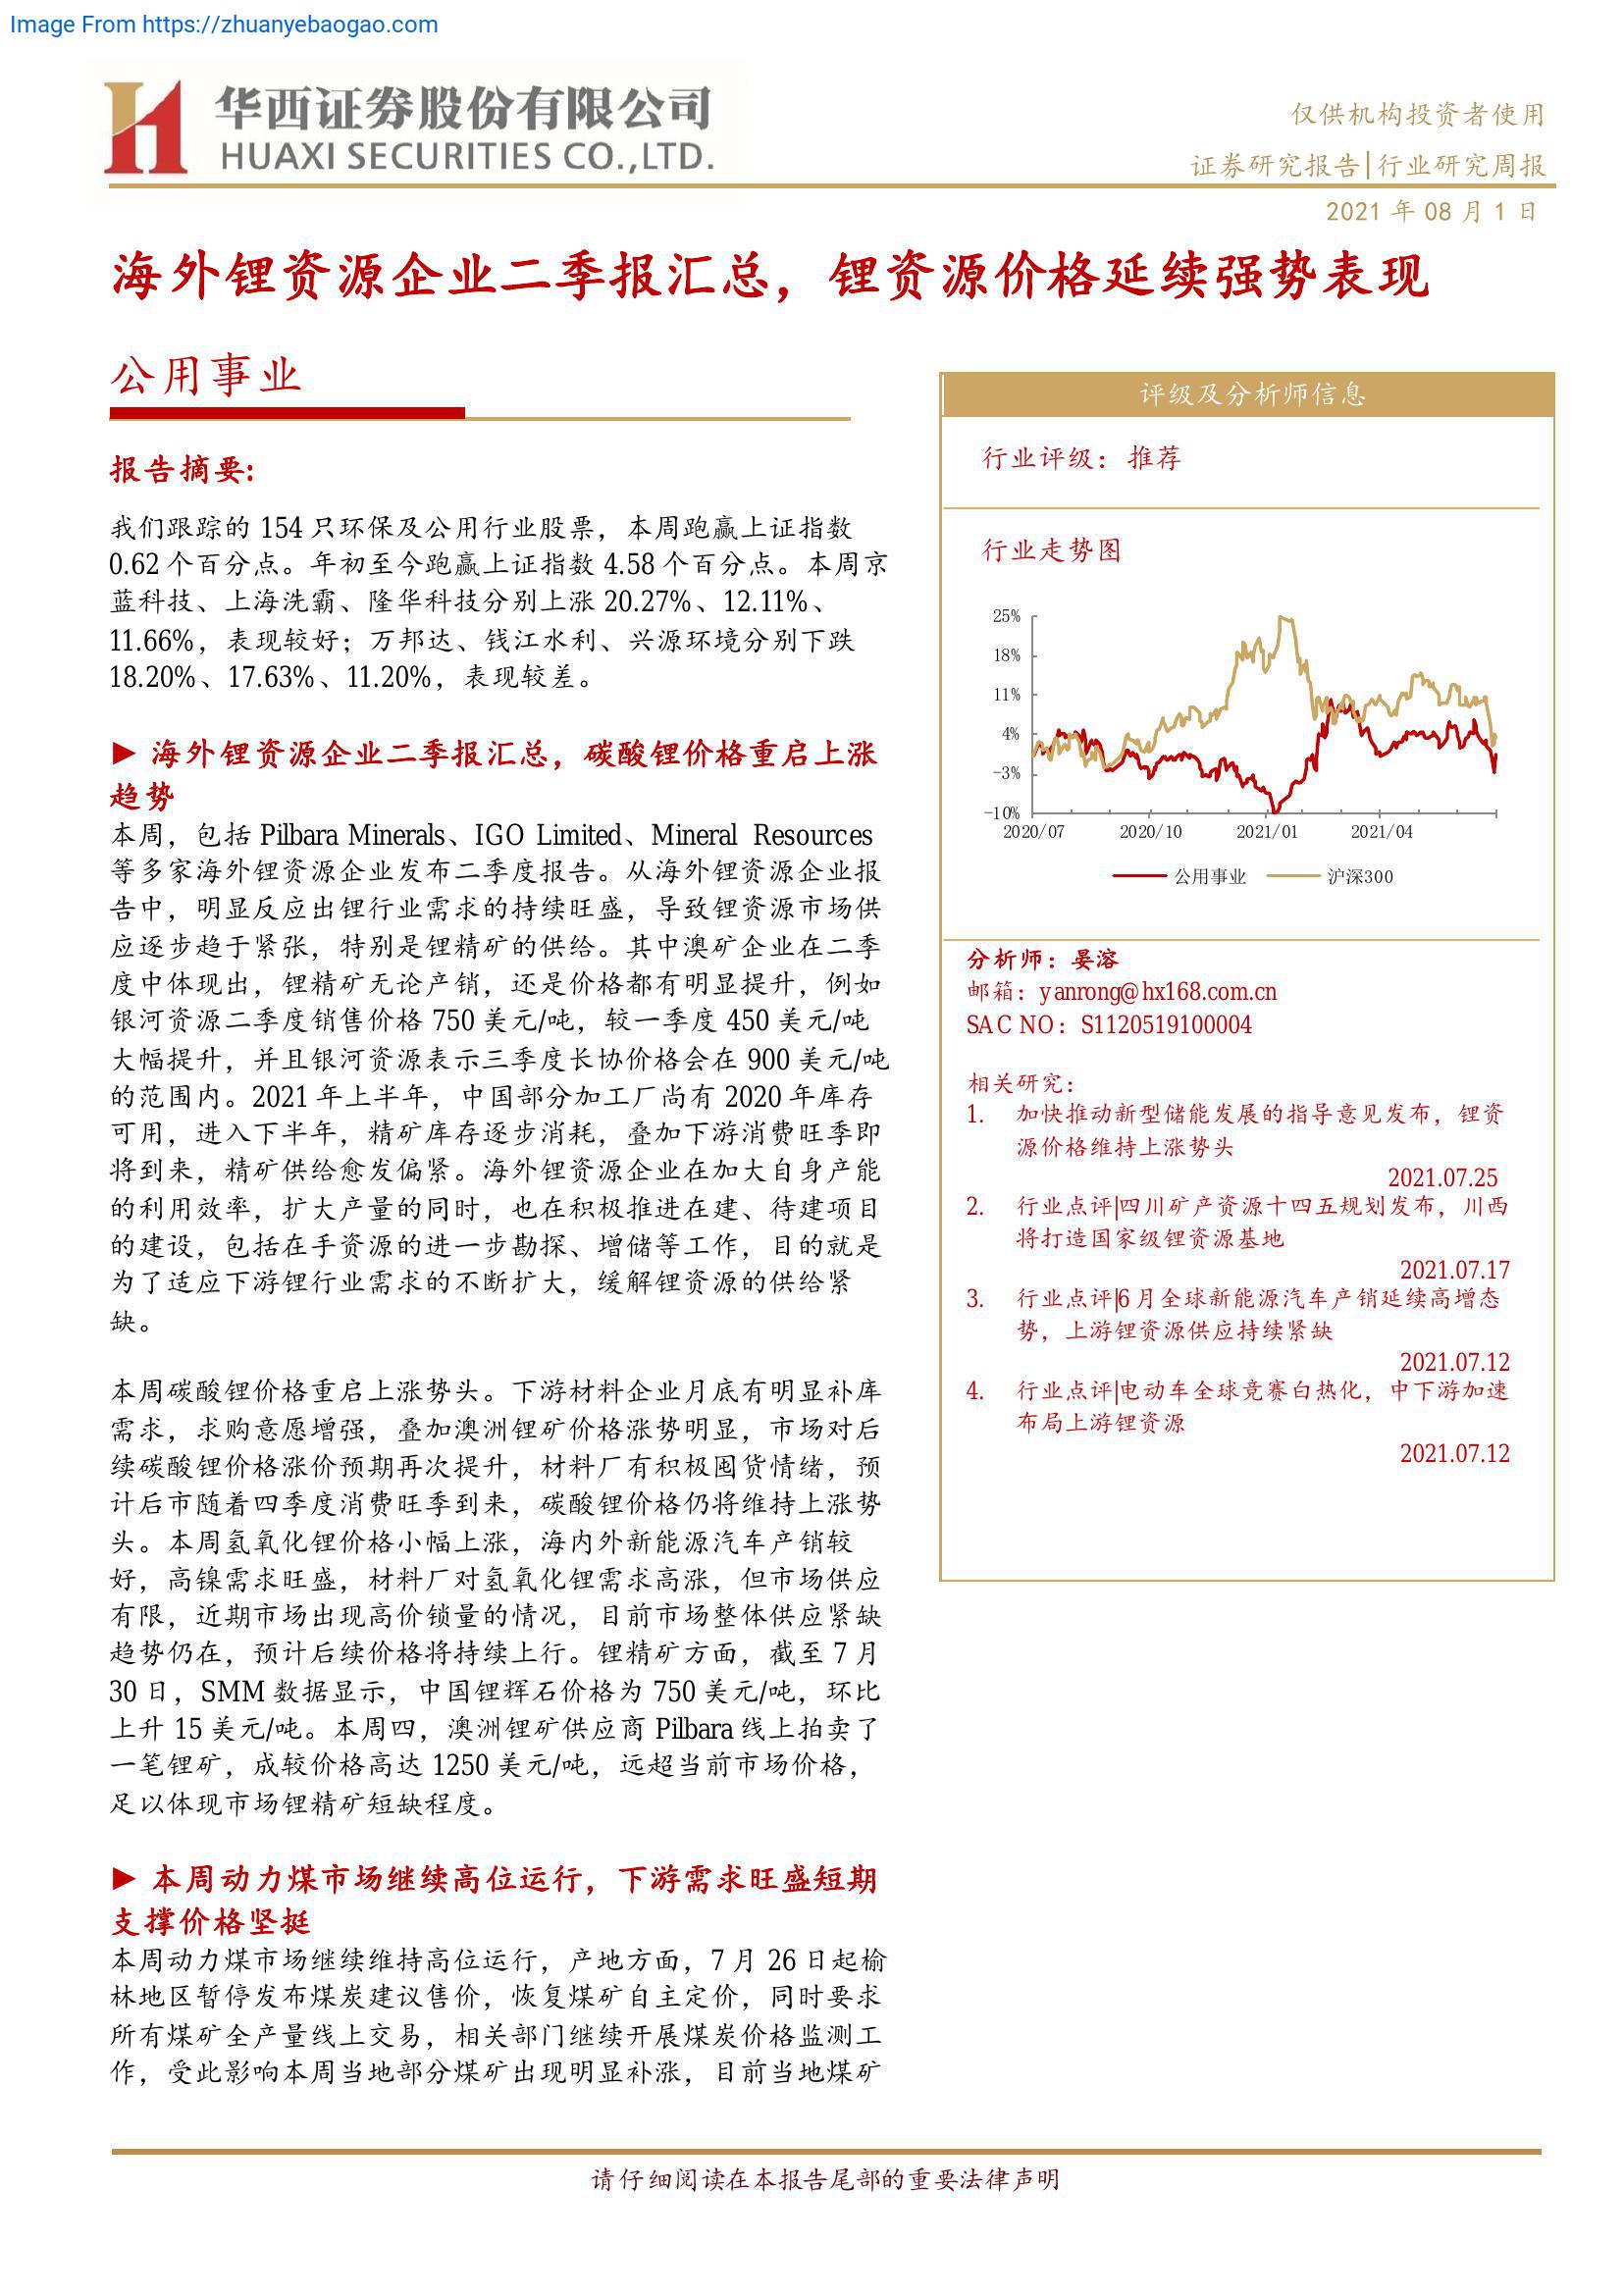 Image From https://zhuanyebaogao.com
华西证券股份有限公司
HUAXI SECURITIES CO.,LTD.
仅供机构投资者使用
证券研究报告|行业研究周报
2021 年 08 月 1 日
海外锂资源企业二季报汇总，锂资源价格延续强势表现
公用事业
报告摘要:
我们跟踪的 154 只环保及公用行业股票，本周跑赢上证指数
0.62 个百分点。年初至今跑赢上证指数 4.58 个百分点。本周京
蓝科技、上海洗霸、隆华科技分别上涨 20.27%、12.11%、
11.66%，表现较好；万邦达、钱江水利、兴源环境分别下跌
18.20%、17.63%、11.20%，表现较差。
► 海外锂资源企业二季报汇总，碳酸锂价格重启上涨
趋势
本周，包括 Pilbara Minerals、IGO Limited、Mineral Resources
等多家海外锂资源企业发布二季度报告。从海外锂资源企业报
告中，明显反应出锂行业需求的持续旺盛，导致锂资源市场供
应逐步趋于紧张，特别是锂精矿的供给。其中澳矿企业在二季
度中体现出，锂精矿无论产销，还是价格都有明显提升，例如
银河资源二季度销售价格 750 美元/吨，较一季度 450 美元/吨
大幅提升，并且银河资源表示三季度长协价格会在 900 美元/吨
的范围内。2021 年上半年，中国部分加工厂尚有 2020 年库存
可用，进入下半年，精矿库存逐步消耗，叠加下游消费旺季即
将到来，精矿供给愈发偏紧。海外锂资源企业在加大自身产能
的利用效率，扩大产量的同时，也在积极推进在建、待建项目
的建设，包括在手资源的进一步勘探、增储等工作，目的就是
为了适应下游锂行业需求的不断扩大，缓解锂资源的供给紧
缺。
本周碳酸锂价格重启上涨势头。下游材料企业月底有明显补库
需求，求购意愿增强，叠加澳洲锂矿价格涨势明显，市场对后
续碳酸锂价格涨价预期再次提升，材料厂有积极囤货情绪，预
计后市随着四季度消费旺季到来，碳酸锂价格仍将维持上涨势
头。本周氢氧化锂价格小幅上涨，海内外新能源汽车产销较
好，高镍需求旺盛，材料厂对氢氧化锂需求高涨，但市场供应
有限，近期市场出现高价锁量的情况，目前市场整体供应紧缺
趋势仍在，预计后续价格将持续上行。锂精矿方面，截至 7 月
30 日，SMM 数据显示，中国锂辉石价格为 750 美元/吨，环比
上升 15 美元/吨。本周四，澳洲锂矿供应商 Pilbara 线上拍卖了
一笔锂矿，成较价格高达 1250 美元/吨，远超当前市场价格，
足以体现市场锂精矿短缺程度。
► 本周动力煤市场继续高位运行，下游需求旺盛短期
支撑价格坚挺
本周动力煤市场继续维持高位运行，产地方面，7 月 26 日起榆
林地区暂停发布煤炭建议售价，恢复煤矿自主定价，同时要求
所有煤矿全产量线上交易，相关部门继续开展煤炭价格监测工
作，受此影响本周当地部分煤矿出现明显补涨，目前当地煤矿
评级及分析师信息
行业评级： 推荐
行业走势图
25%
18%
11%
4%
-3%
-10%
2020/07 2020/10 2021/01 2021/04
公用事业 沪深300
分析师：晏溶
邮箱：yanrong@hx168.com.cn
SAC NO：S1120519100004
相关研究：
1. 加快推动新型储能发展的指导意见发布，锂资
源价格维持上涨势头
2021.07.25
2. 行业点评|四川矿产资源十四五规划发布，川西
将打造国家级锂资源基地
2021.07.17
3. 行业点评|6 月全球新能源汽车产销延续高增态
势，上游锂资源供应持续紧缺
2021.07.12
4. 行业点评|电动车全球竞赛白热化，中下游加速
布局上游锂资源
2021.07.12
请仔细阅读在本报告尾部的重要法律声明